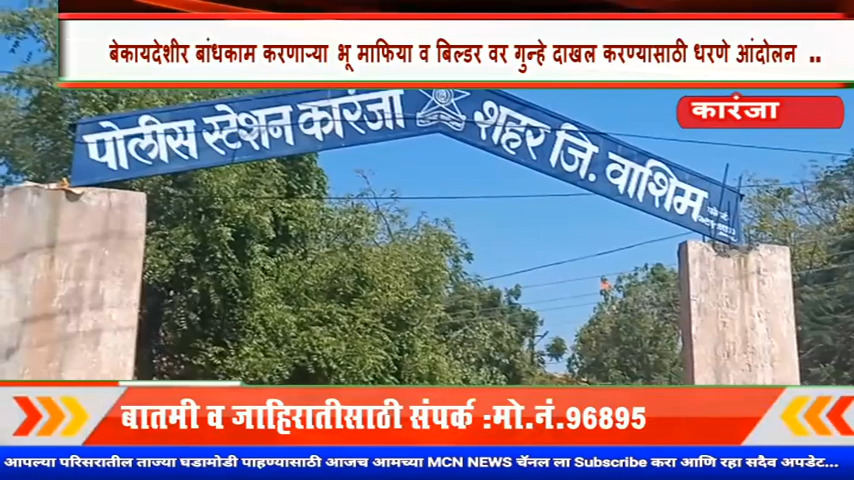 बेकायदेशीर बांधकाम करणाऱ्या भू माफिया व बिल्डर वर गुन्हे दाखल करण्यासाठी धरणे आंदोलन ..
कारंजा
पोलीस स्टेशन कारंजा शहर जि. वाशिम
बातमी व जाहिरातीसाठी संपर्क :मो.नं.96895
आपल्या परिसरातील ताज्या घडामोडी पाहण्यासाठी आजच आमच्या MCN NEWS चॅनल ला Subscribe करा आणि रहा सदैव अपडेट...